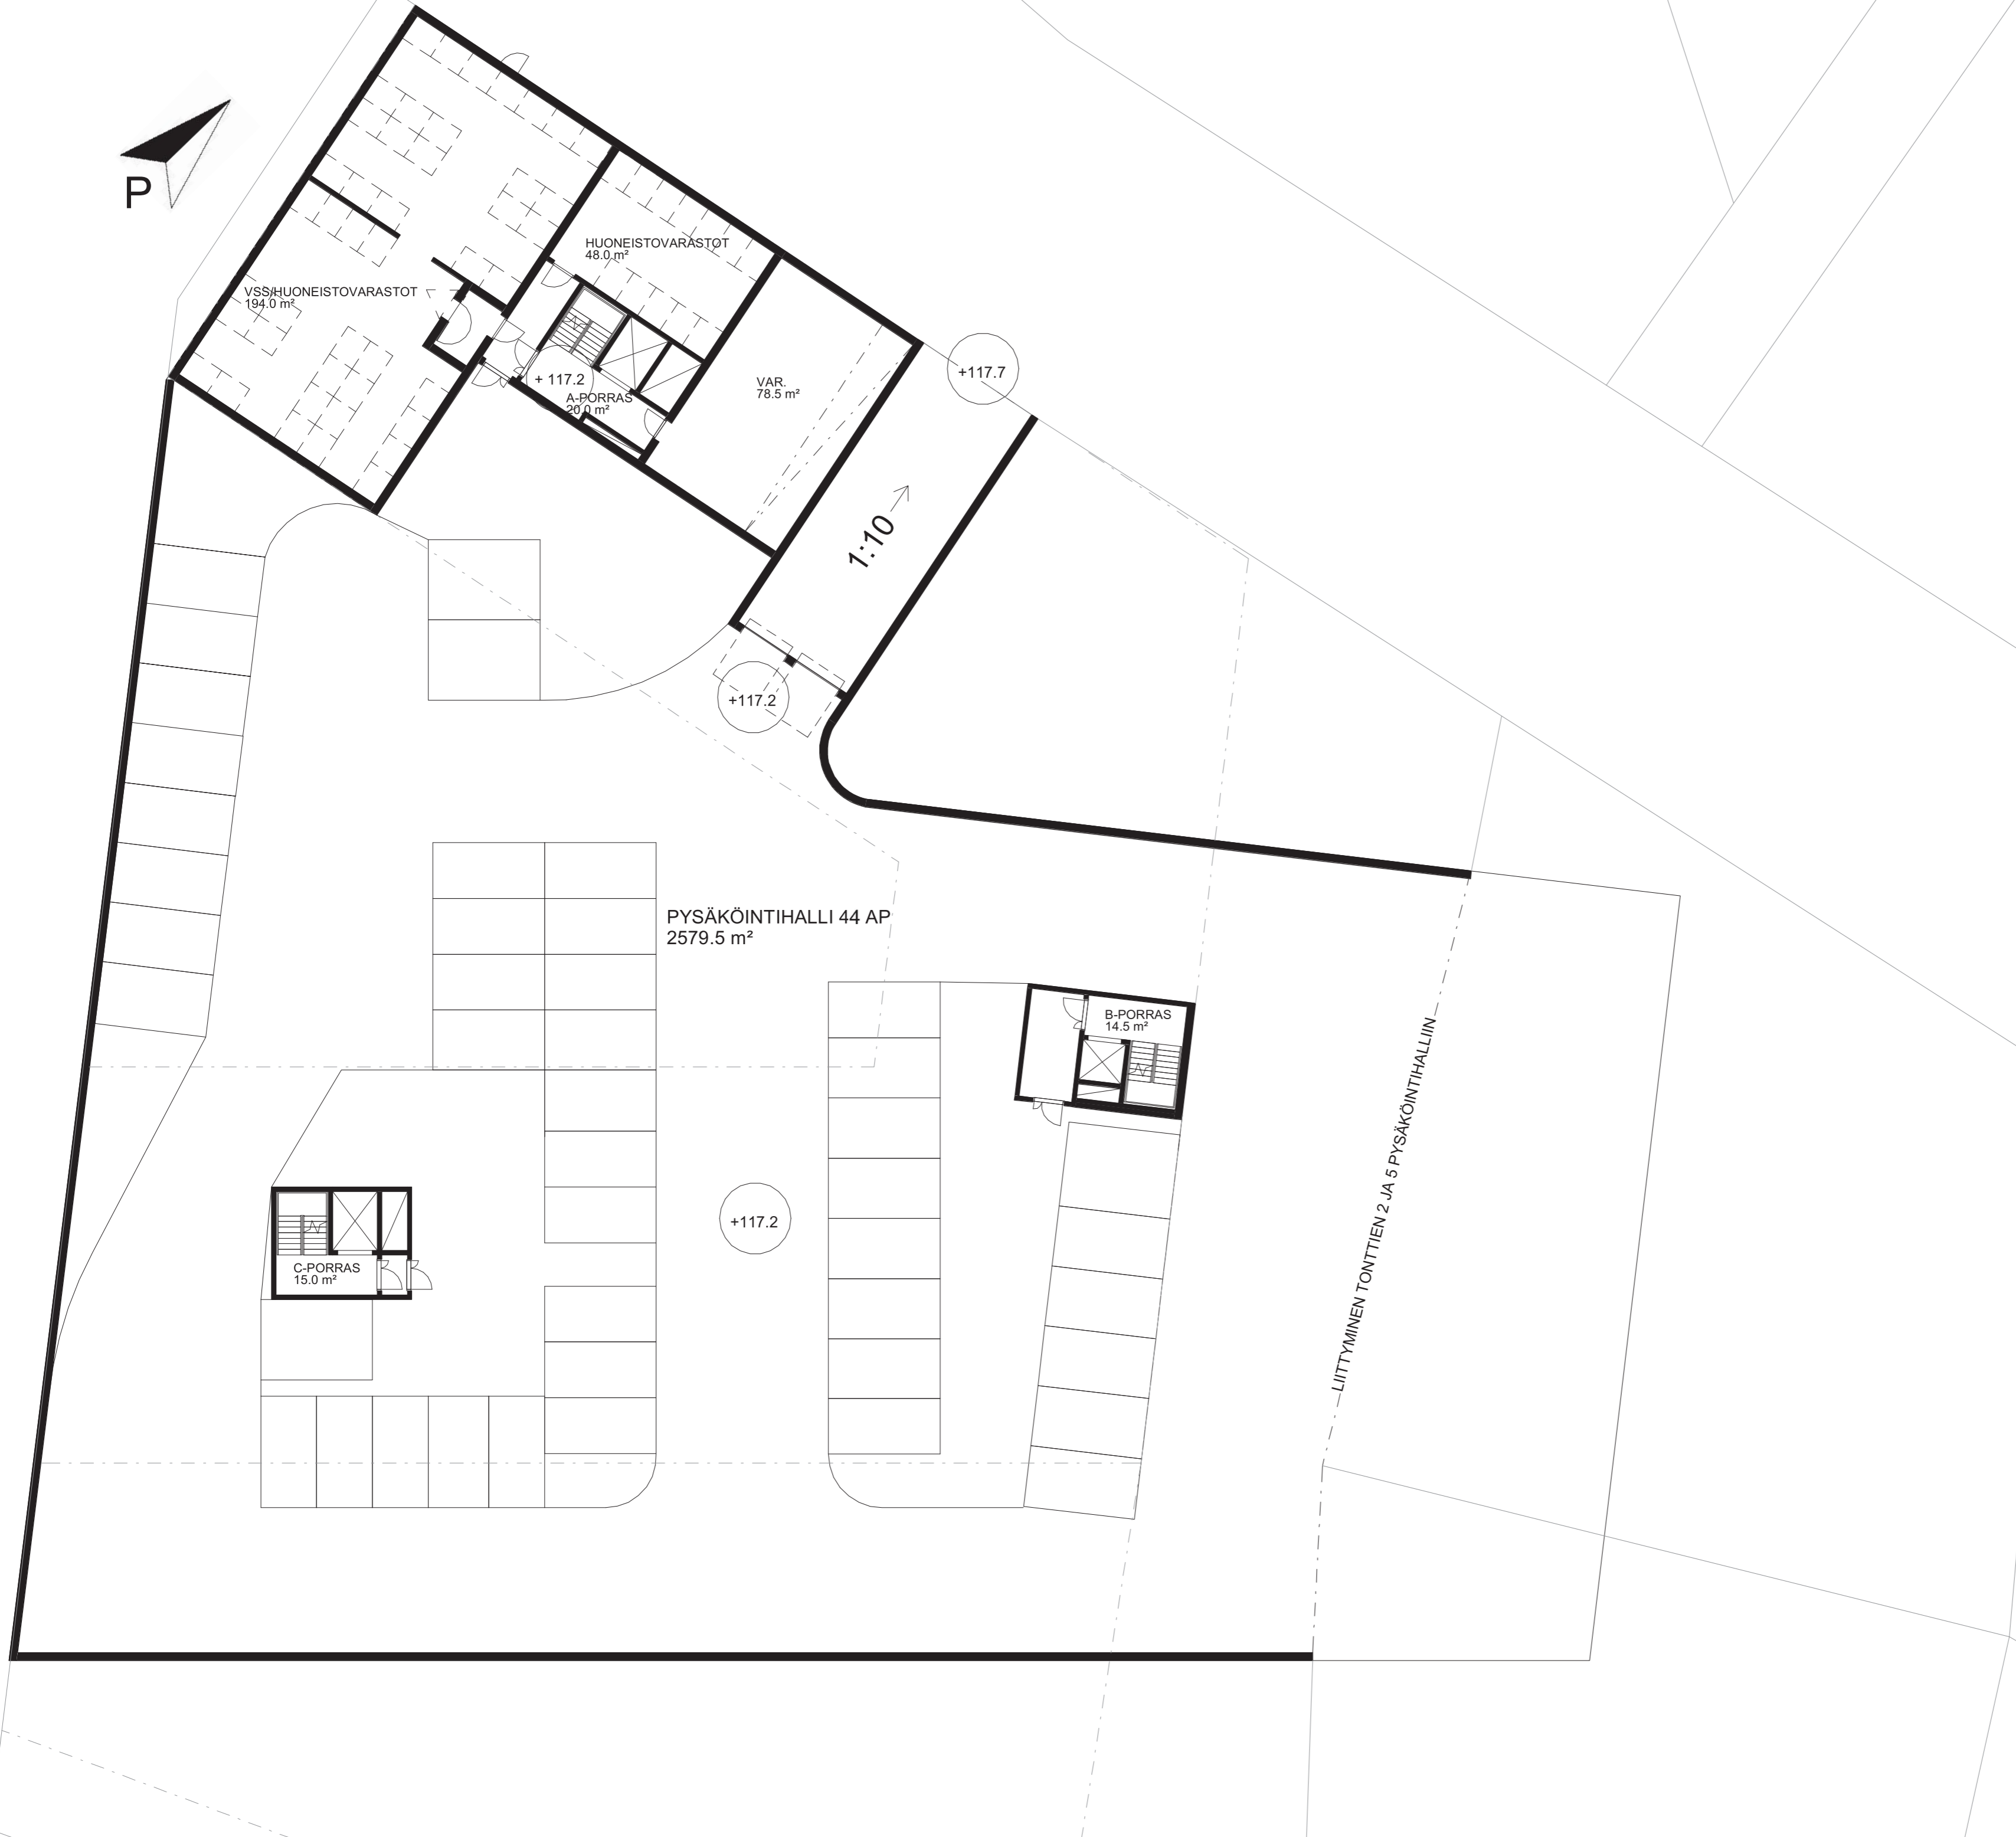 P
HUONEISTOVARASTOT
48.0 m²
VSS/HUONEISTOVARASTOT
194.0 m²
+ 117.2
A-PORRAS
20.0 m²
VAR.
78.5 m²
+117.7
1:10
+117.2
PYSÄKÖINTIHALLI 44 AP
2579.5 m²
B-PORRAS
14.5 m²
LIITTYMINEN TONTTIEN 2 JA 5 PYSÄKÖINTIHALLIIN
+117.2
C-PORRAS
15.0 m²